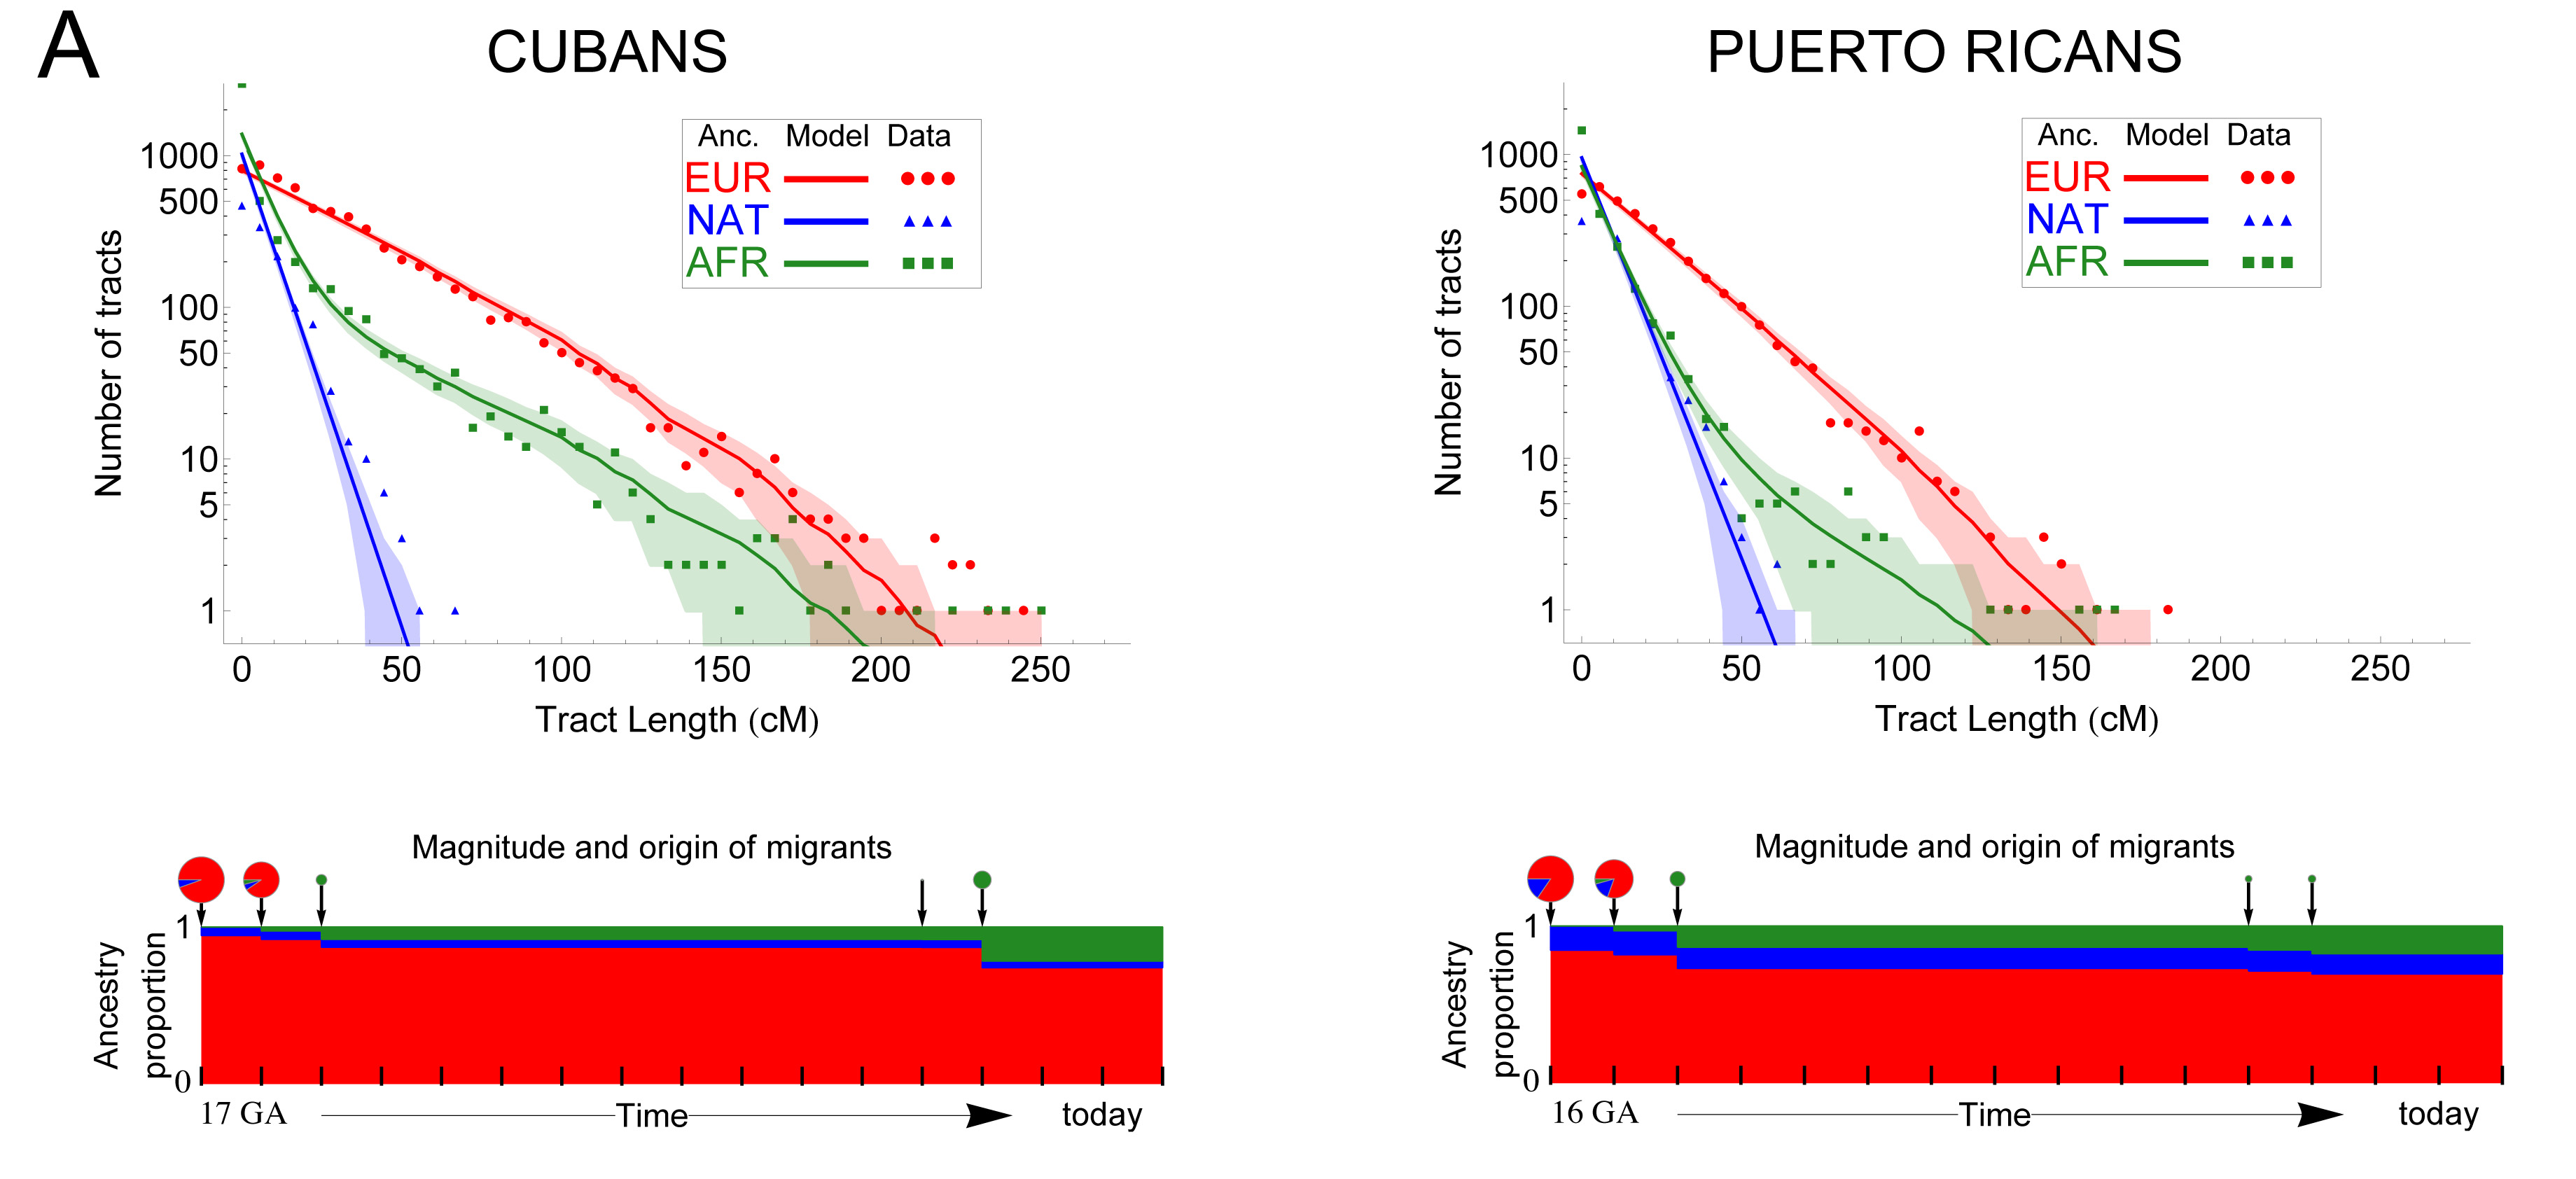 A
CUBANS
Number of tracts
1000
500
100
50
10
5
1
0 50 100 150 200 250
Tract Length (cM)
Anc. Model Data
EUR
NAT
AFR
Magnitude and origin of migrants
Ancestry
proportion
1
0
17 GA Time today
PUERTO RICANS
Number of tracts
1000
500
100
50
10
5
1
0 50 100 150 200 250
Tract Length (cM)
Anc. Model Data
EUR
NAT
AFR
Magnitude and origin of migrants
Ancestry
proportion
1
0
16 GA Time today